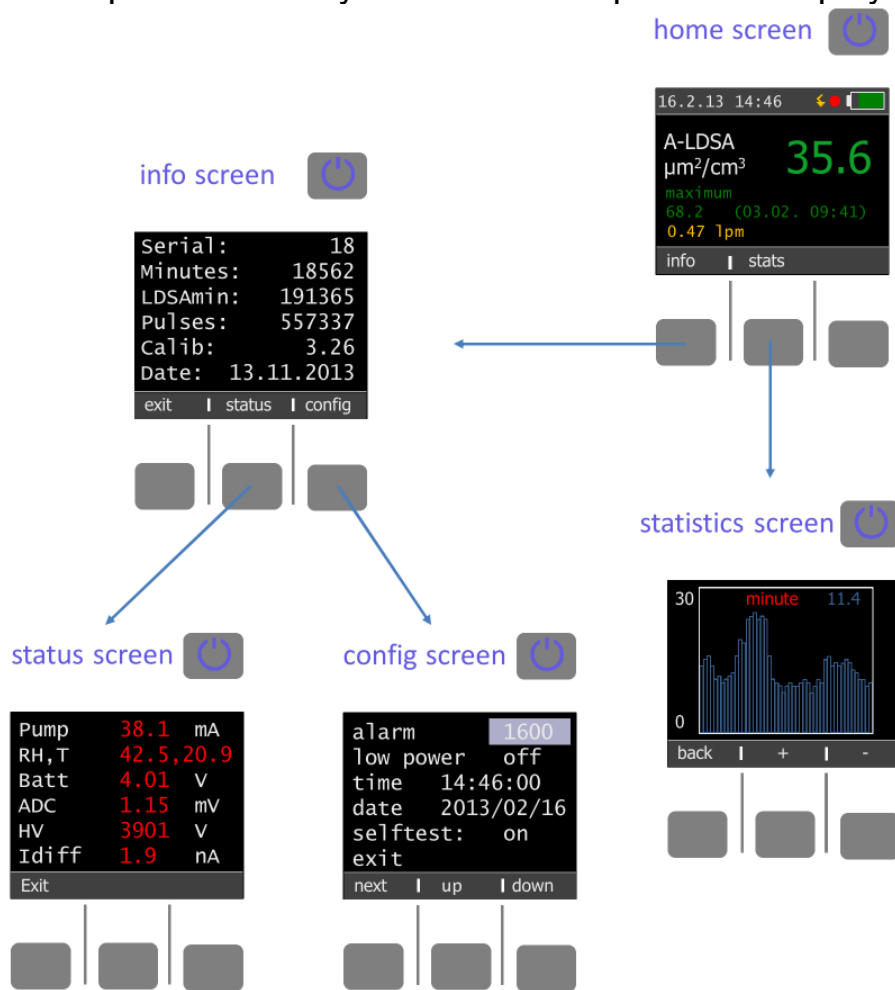 home screen
16.2.13 14:46
A-LDSA 35.6
µm²/cm³
maximum
68.2 (03.02. 09:41)
0.47 lpm
info stats
info screen
Serial: 18
Minutes: 18562
LDSAmin: 191365
Pulses: 557337
Calib: 3.26
Date: 13.11.2013
exit status config
statistics screen
30 minute 11.4
0
back + -
status screen
Pump 38.1 mA
RH,T 42.5,20.9
Batt 4.01 V
ADC 1.15 mV
HV 3901 V
Idiff 1.9 nA
Exit
config screen
alarm 1600
low power off
time 14:46:00
date 2013/02/16
selftest: on
exit
next up down